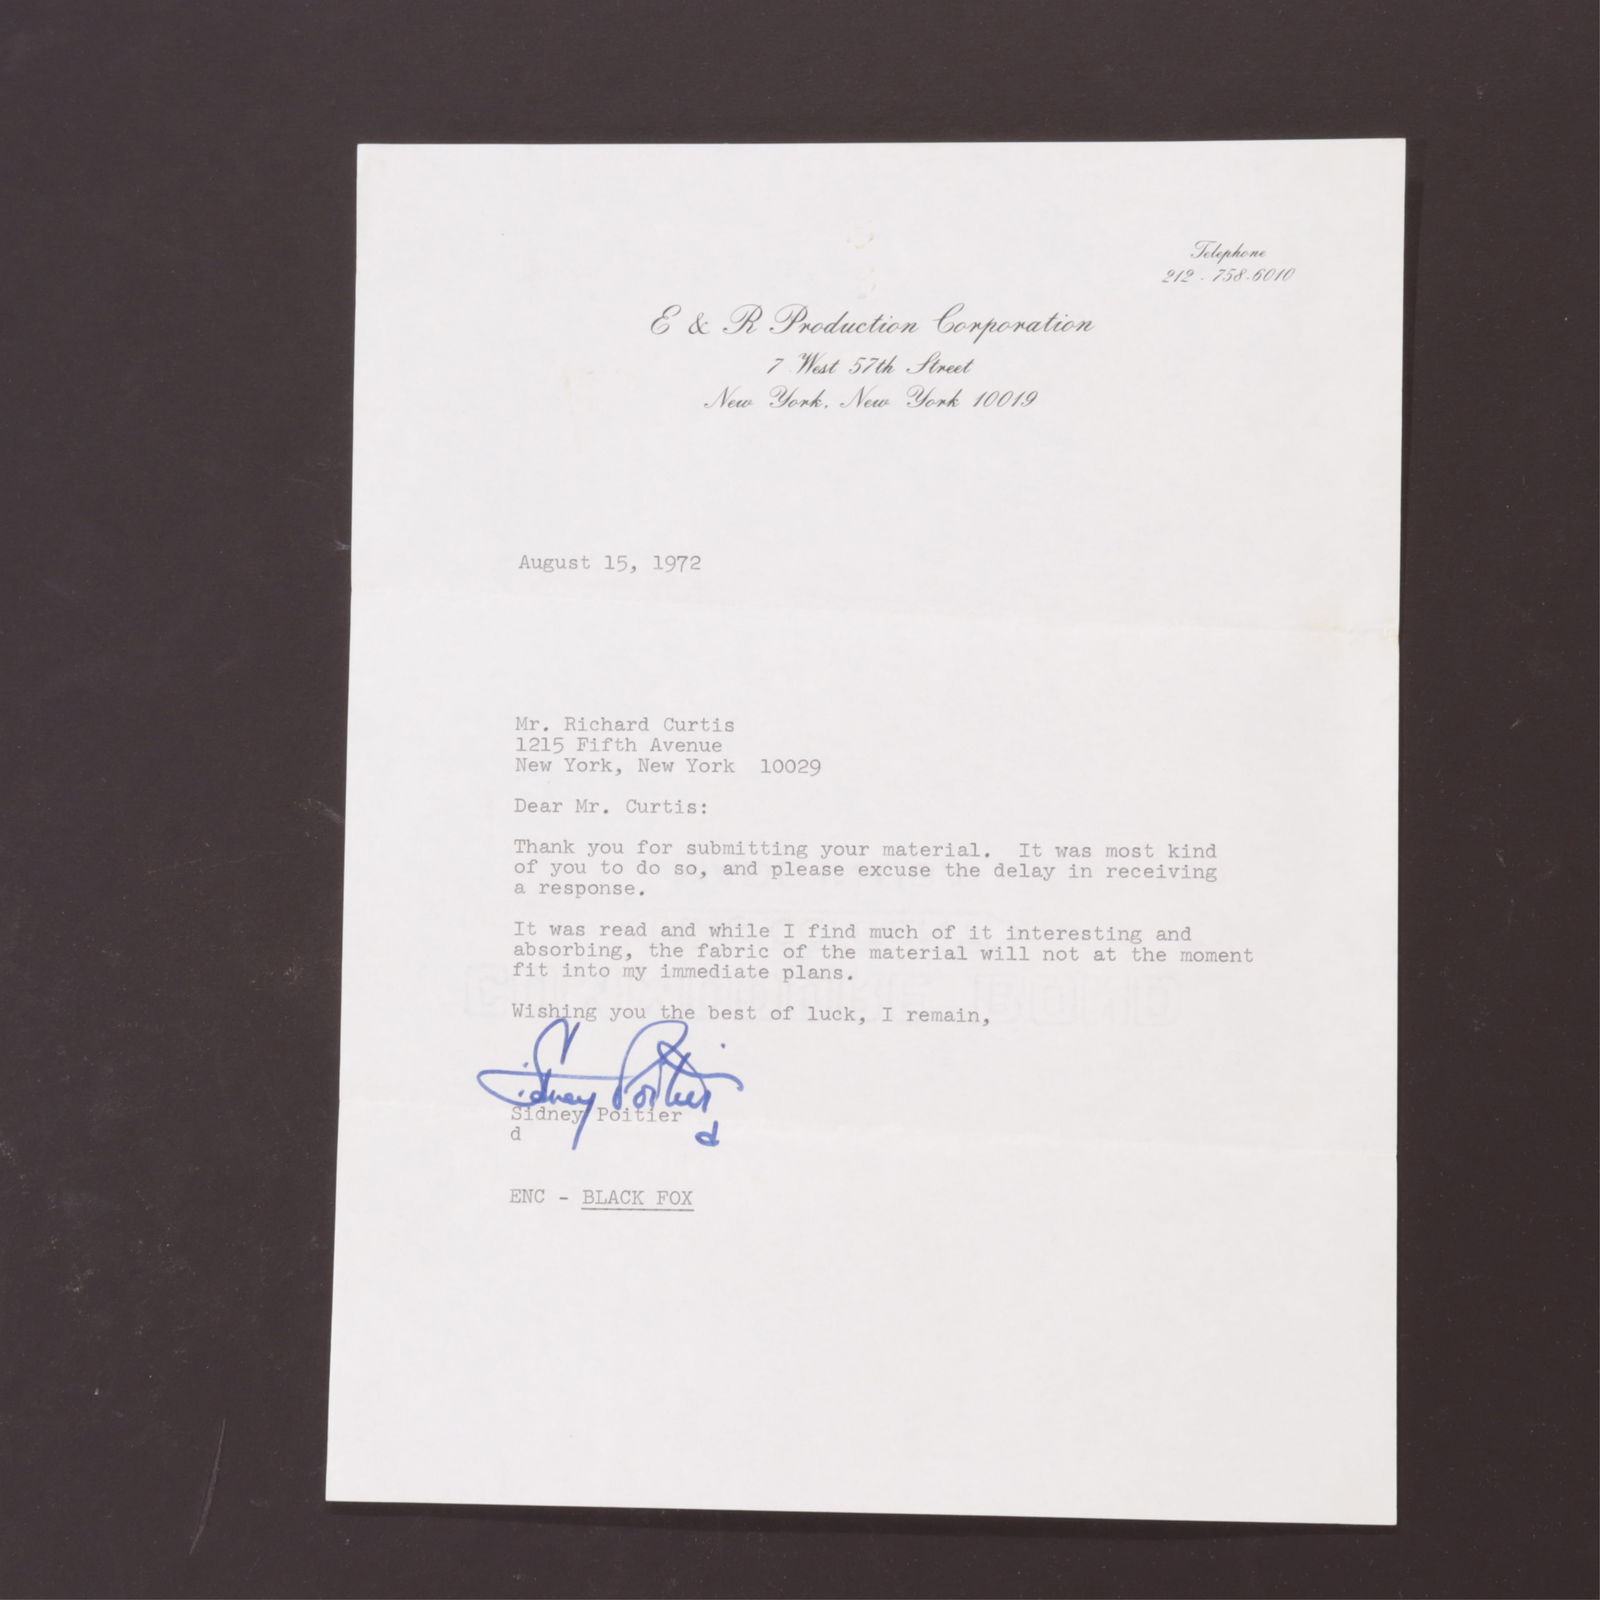 Telephone
212 - 758-6010
E & R Production Corporation
7 West 57th Street
New York, New York 10019
August 15, 1972
Mr. Richard Curtis
1215 Fifth Avenue
New York, New York  10029
Dear Mr. Curtis:
Thank you for submitting your material.  It was most kind
of you to do so, and please excuse the delay in receiving
a response.
It was read and while I find much of it interesting and
absorbing, the fabric of the material will not at the moment
fit into my immediate plans.
Wishing you the best of luck, I remain,
Sidney Poitier
d
Sidney Poitier
d
ENC - BLACK FOX